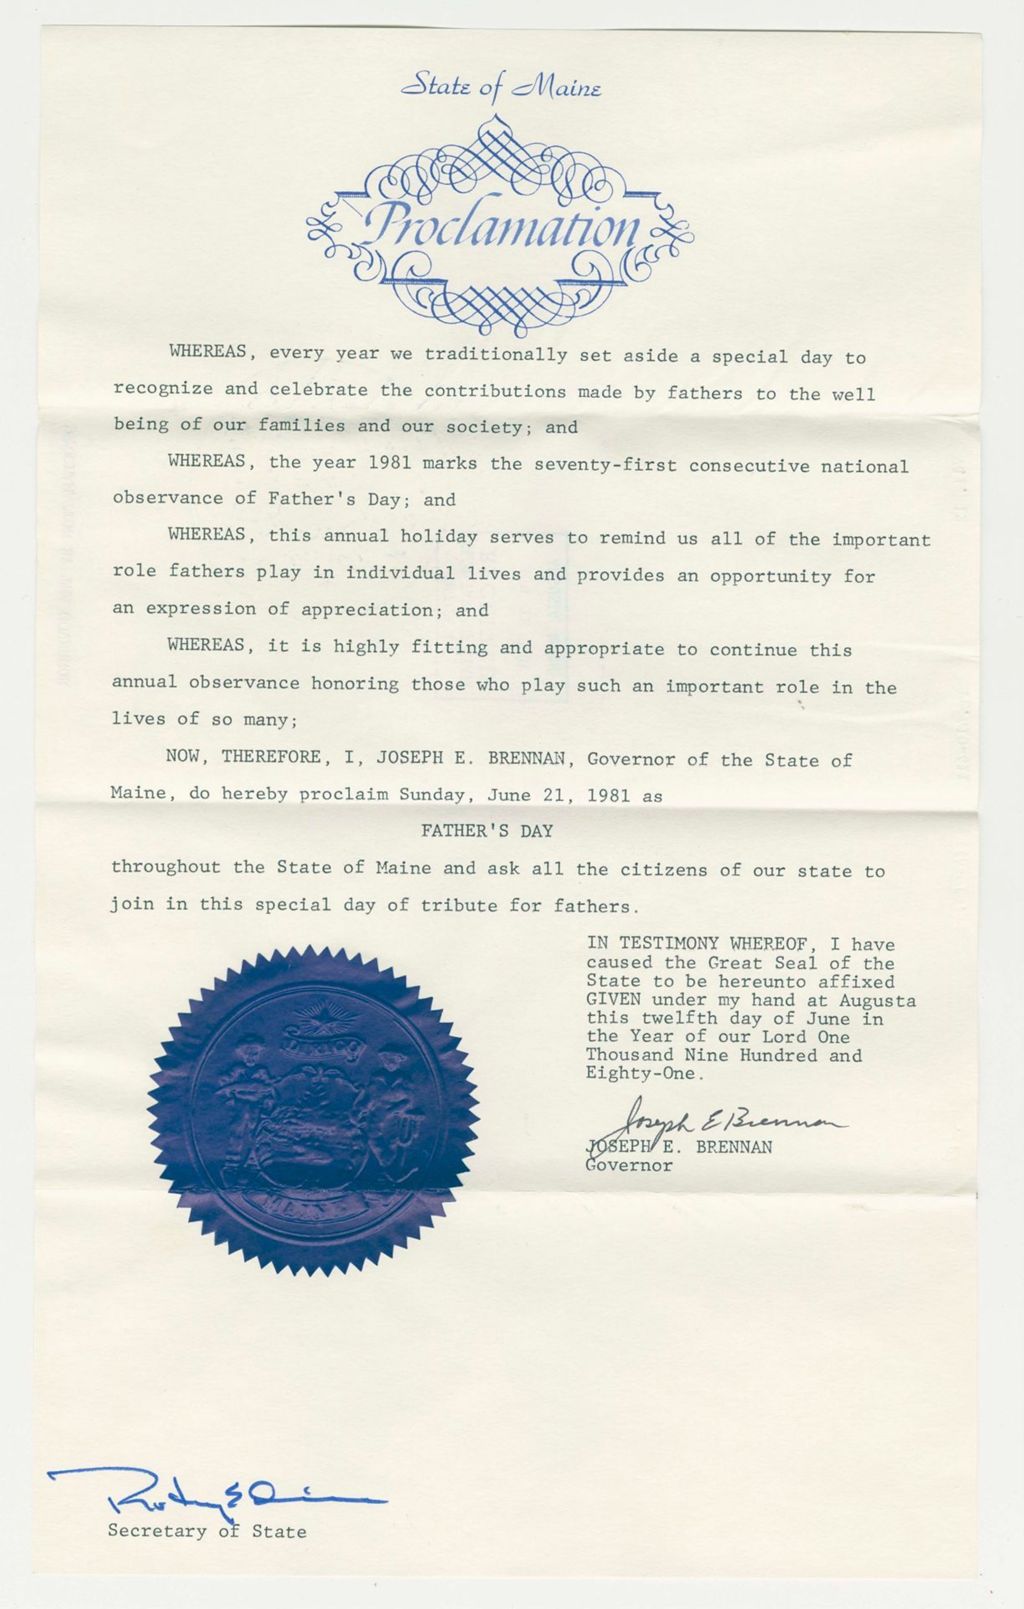 State of Maine
Proclamation
WHEREAS, every year we traditionally set aside a special day to
recognize and celebrate the contributions made by fathers to the well
being of our families and our society; and
WHEREAS, the year 1981 marks the seventy-first consecutive national
observance of Father's Day; and
WHEREAS, this annual holiday serves to remind us all of the important
role fathers play in individual lives and provides an opportunity for
an expression of appreciation; and
WHEREAS, it is highly fitting and appropriate to continue this
annual observance honoring those who play such an important role in the
lives of so many;
NOW, THEREFORE, I, JOSEPH E. BRENNAN, Governor of the State of
Maine, do hereby proclaim Sunday, June 21, 1981 as
FATHER'S DAY
throughout the State of Maine and ask all the citizens of our state to
join in this special day of tribute for fathers.
IN TESTIMONY WHEREOF, I have
caused the Great Seal of the
State to be hereunto affixed
GIVEN under my hand at Augusta
this twelfth day of June in
the Year of our Lord One
Thousand Nine Hundred and
Eighty-One.
Joseph E Brennan
JOSEPH E. BRENNAN
Governor
MAINE
Secretary of State